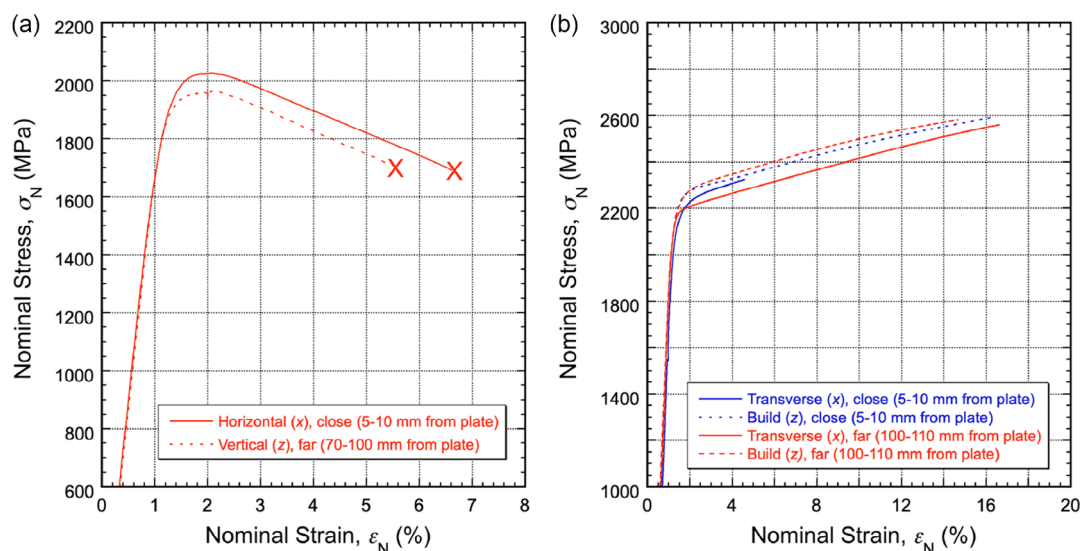 (a)
2200
2000
1800
1600
1400
1200
1000
800
600
Nominal Stress, σN (MPa)
X
X
Horizontal (x), close (5-10 mm from plate)
Vertical (z), far (70-100 mm from plate)
0 1 2 3 4 5 6 7 8
Nominal Strain, εN (%)
(b)
3000
2600
2200
1800
1400
1000
Nominal Stress, σN (MPa)
Transverse (x), close (5-10 mm from plate)
Build (z), close (5-10 mm from plate)
Transverse (x), far (100-110 mm from plate)
Build (z), far (100-110 mm from plate)
0 4 8 12 16 20
Nominal Strain, εN (%)